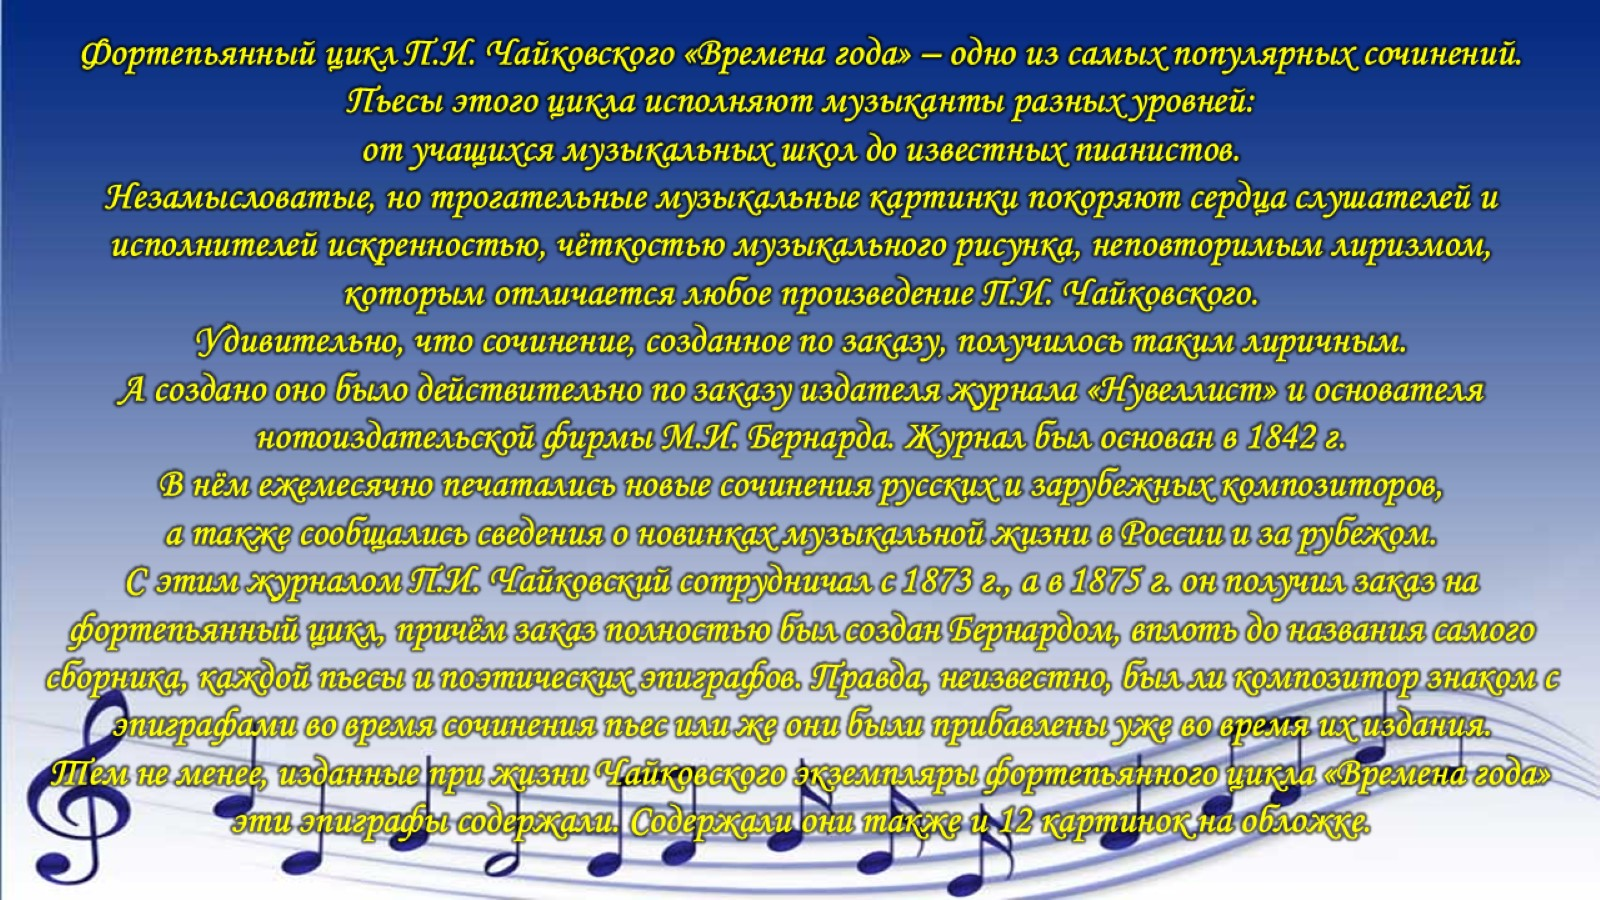 Фортепьянный цикл П.И. Чайковского «Времена года» – одно из самых популярных сочинений.
Пьесы этого цикла исполняют музыканты разных уровней:
от учащихся музыкальных школ до известных пианистов.
Незамысловатые, но трогательные музыкальные картинки покоряют сердца слушателей и
исполнителей искренностью, чёткостью музыкального рисунка, неповторимым лиризмом,
которым отличается любое произведение П.И. Чайковского.
Удивительно, что сочинение, созданное по заказу, получилось таким лиричным.
А создано оно было действительно по заказу издателя журнала «Нувеллист» и основателя
нотоиздательской фирмы М.И. Бернарда. Журнал был основан в 1842 г.
В нём ежемесячно печатались новые сочинения русских и зарубежных композиторов,
а также сообщались сведения о новинках музыкальной жизни в России и за рубежом.
С этим журналом П.И. Чайковский сотрудничал с 1873 г., а в 1875 г. он получил заказ на
фортепьянный цикл, причём заказ полностью был создан Бернардом, вплоть до названия самого
сборника, каждой пьесы и поэтических эпиграфов. Правда, неизвестно, был ли композитор знаком с
эпиграфами во время сочинения пьес или же они были прибавлены уже во время их издания.
Тем не менее, изданные при жизни Чайковского экземпляры фортепьянного цикла «Времена года»
эти эпиграфы содержали. Содержали они также и 12 картинок на обложке.